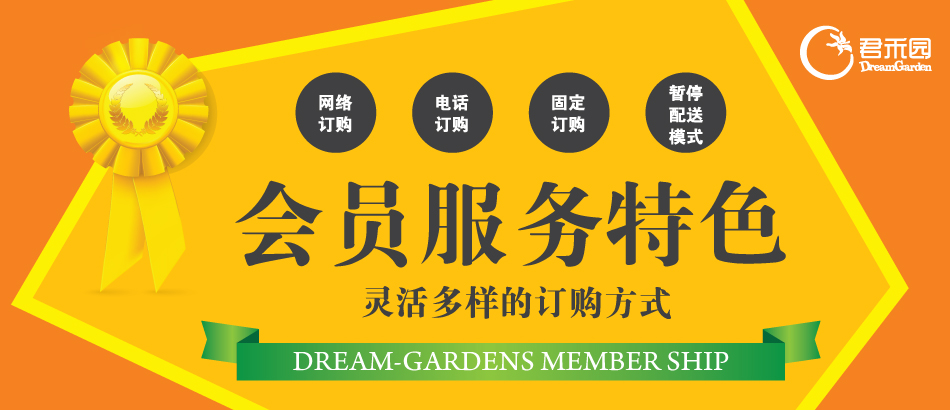 君禾园
DreamGarden
网络
订购
电话
订购
固定
订购
暂停
配送
模式
会员服务特色
灵活多样的订购方式
DREAM-GARDENS MEMBER SHIP